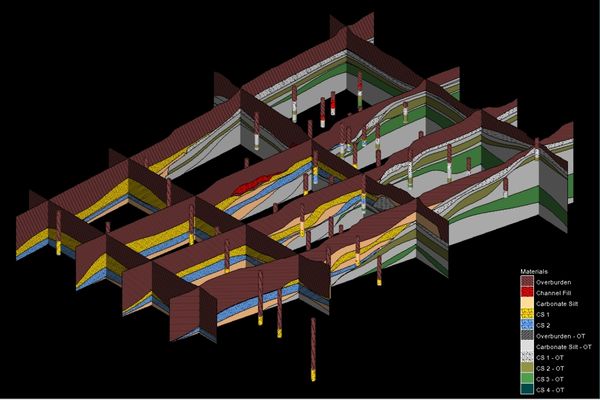 Materials
Overburden
Channel Fill
Carbonate Silt
CS 1
CS 2
Overburden - OT
Carbonate Silt - OT
CS 1 - OT
CS 2 - OT
CS 3 - OT
CS 4 - OT